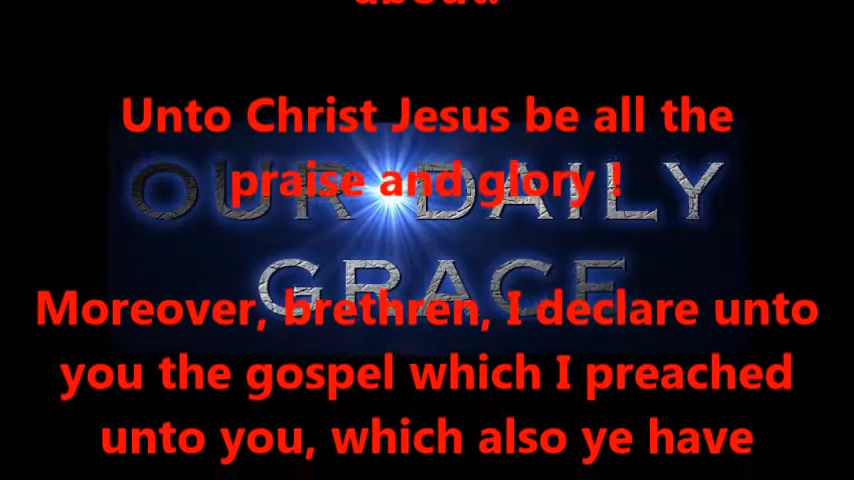 about.
Unto Christ Jesus be all the
praise and glory !
OUR DAILY
GRACE
Moreover, brethren, I declare unto
you the gospel which I preached
unto you, which also ye have